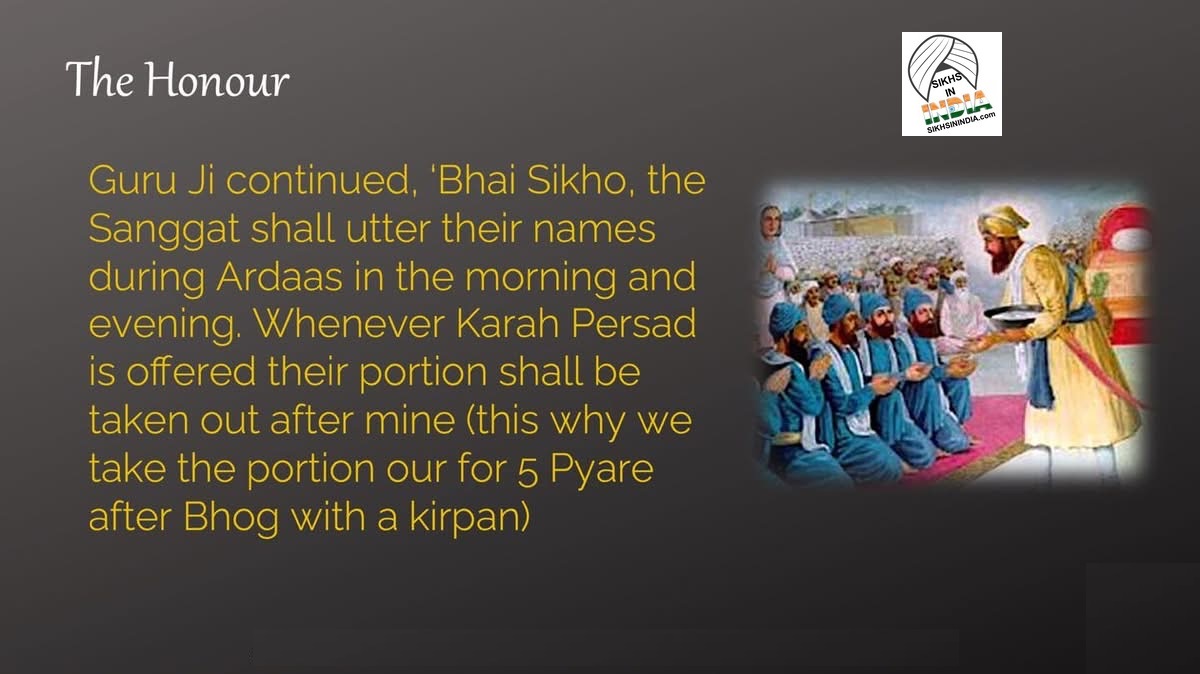 The Honour
SIKHS
IN
INDIA
SIKHSININDIA.com
Guru Ji continued, ‘Bhai Sikho, the
Sanggat shall utter their names
during Ardaas in the morning and
evening. Whenever Karah Persad
is offered their portion shall be
taken out after mine (this why we
take the portion our for 5 Pyare
after Bhog with a kirpan)